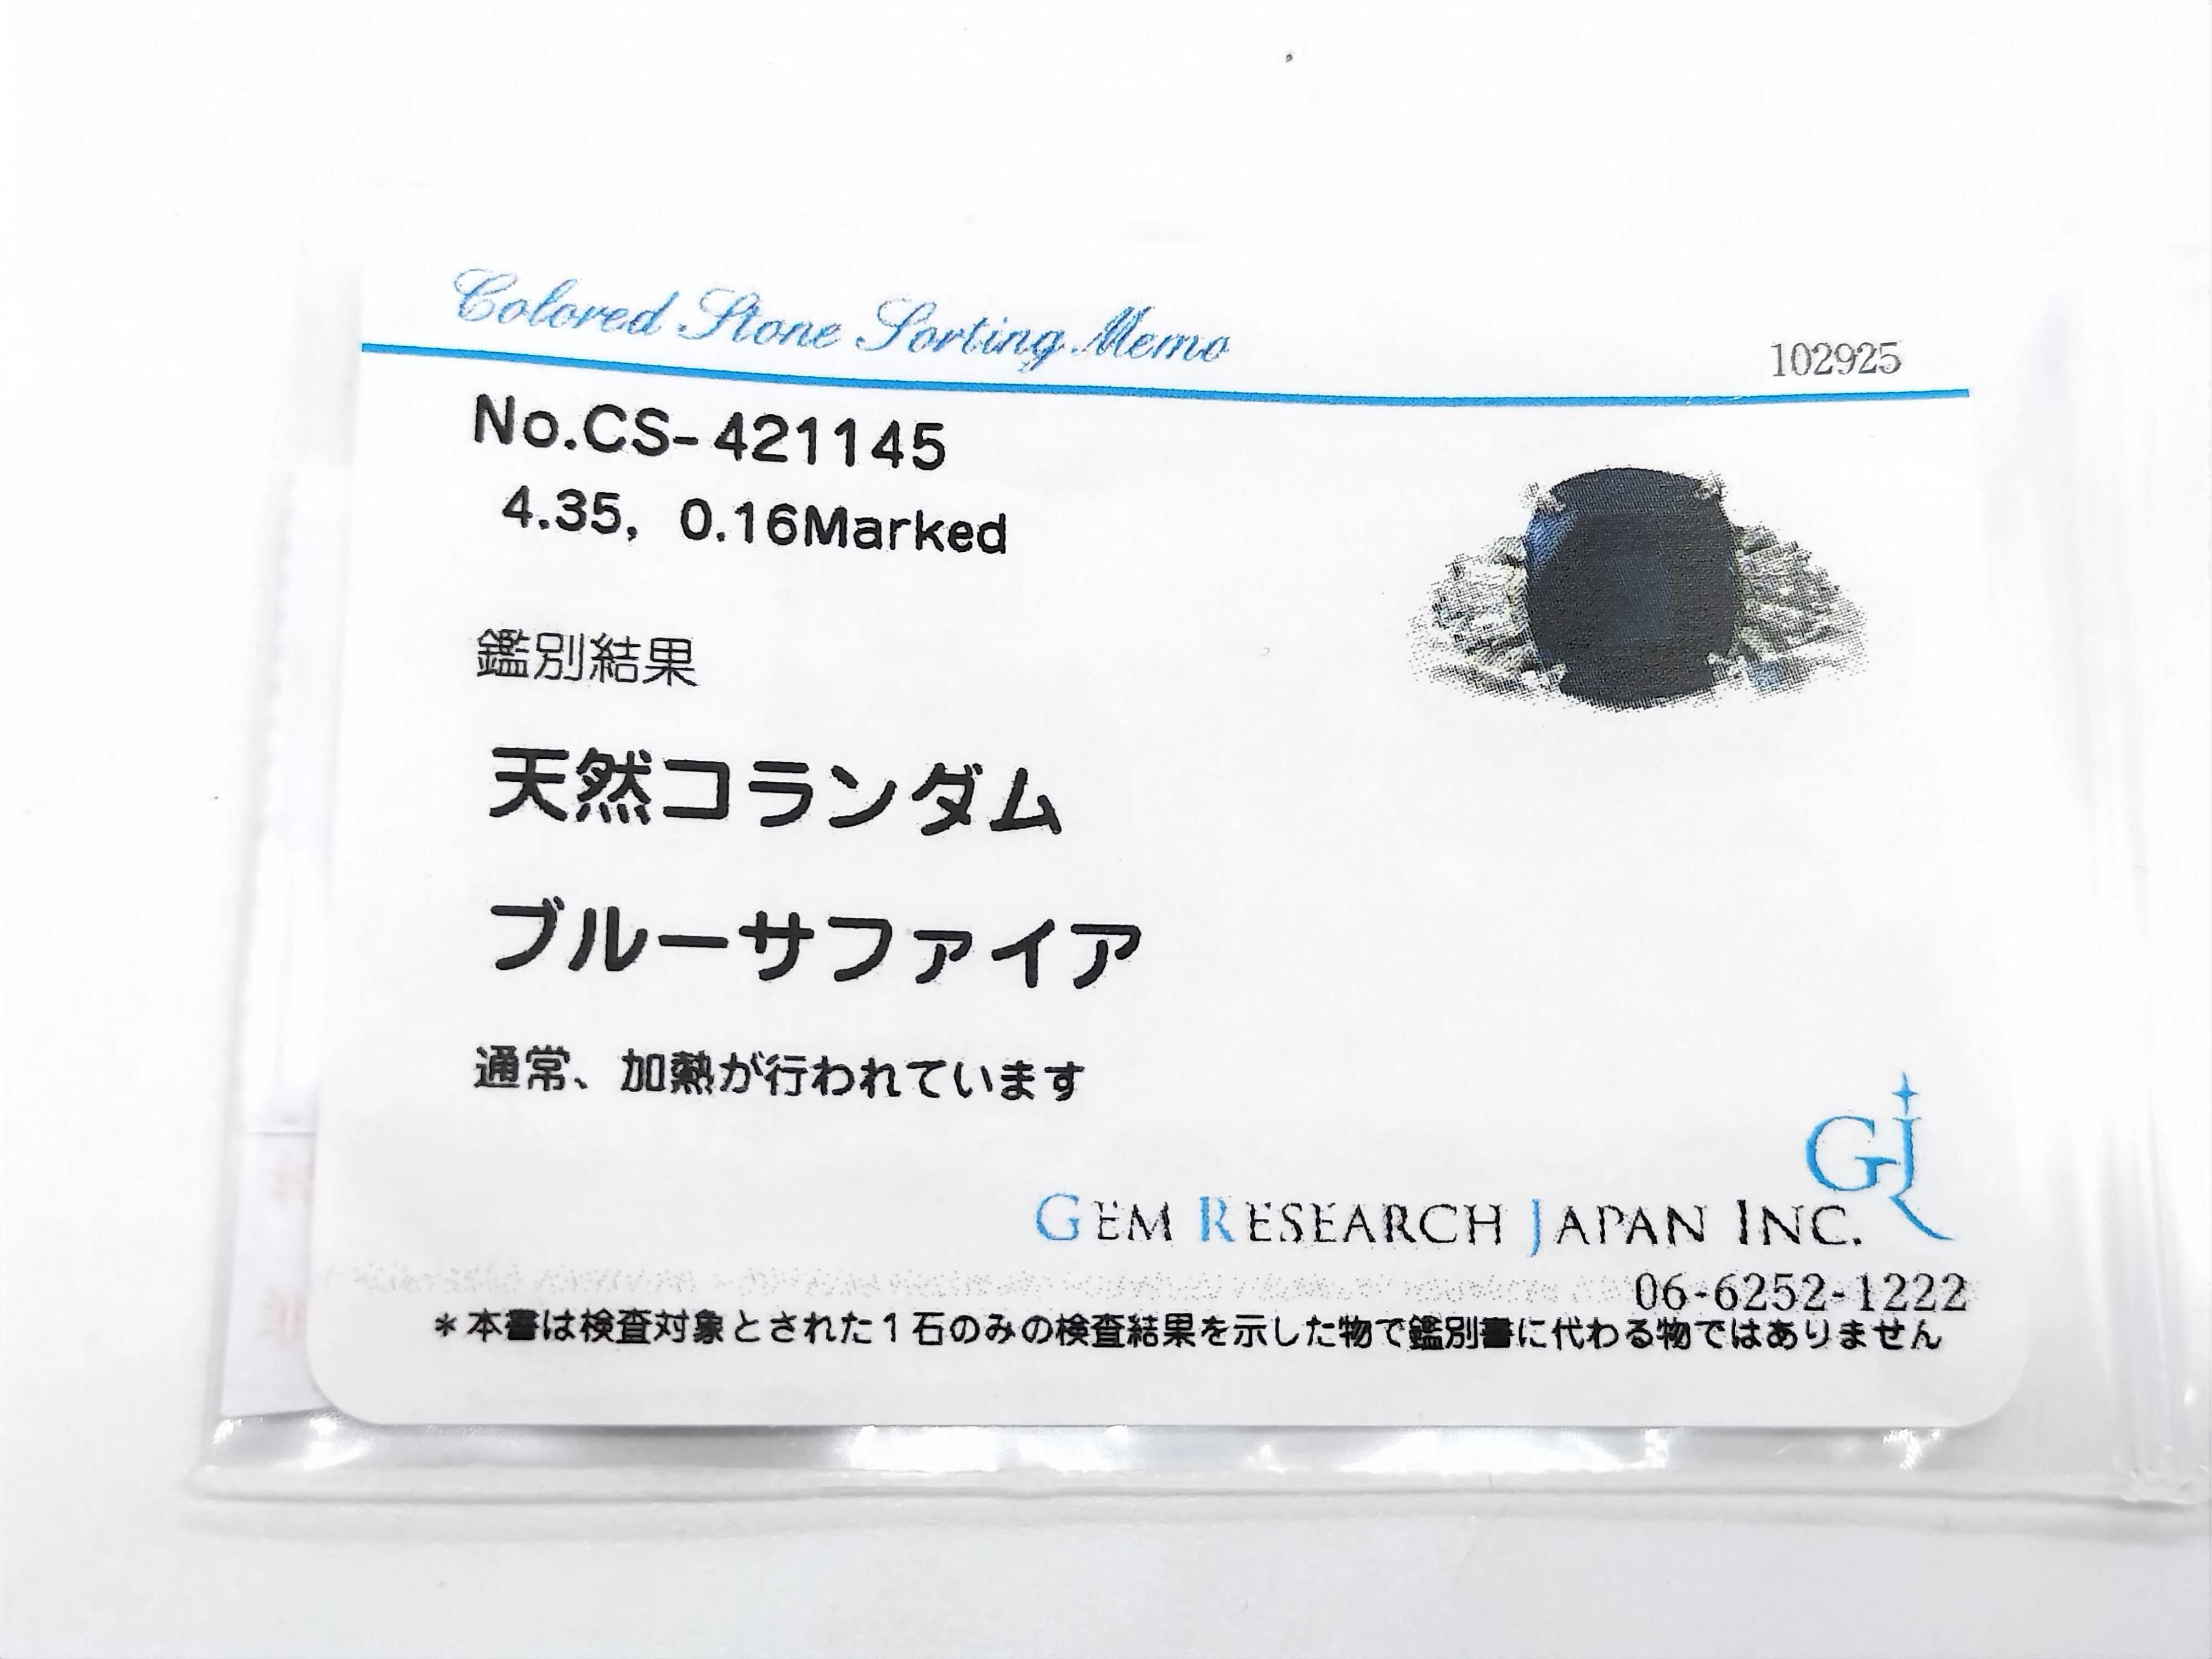 Colored Stone Sorting Memo
102925
No.CS-421145
4.35, 0.16Marked
鑑別結果
天然コランダム
ブルーサファイア
通常、加熱が行われています
GJ
GEM RESEARCH JAPAN INC.
06-6252-1222
*本書は検査対象とされた1石のみの検査結果を示した物で鑑別書に代わる物ではありません